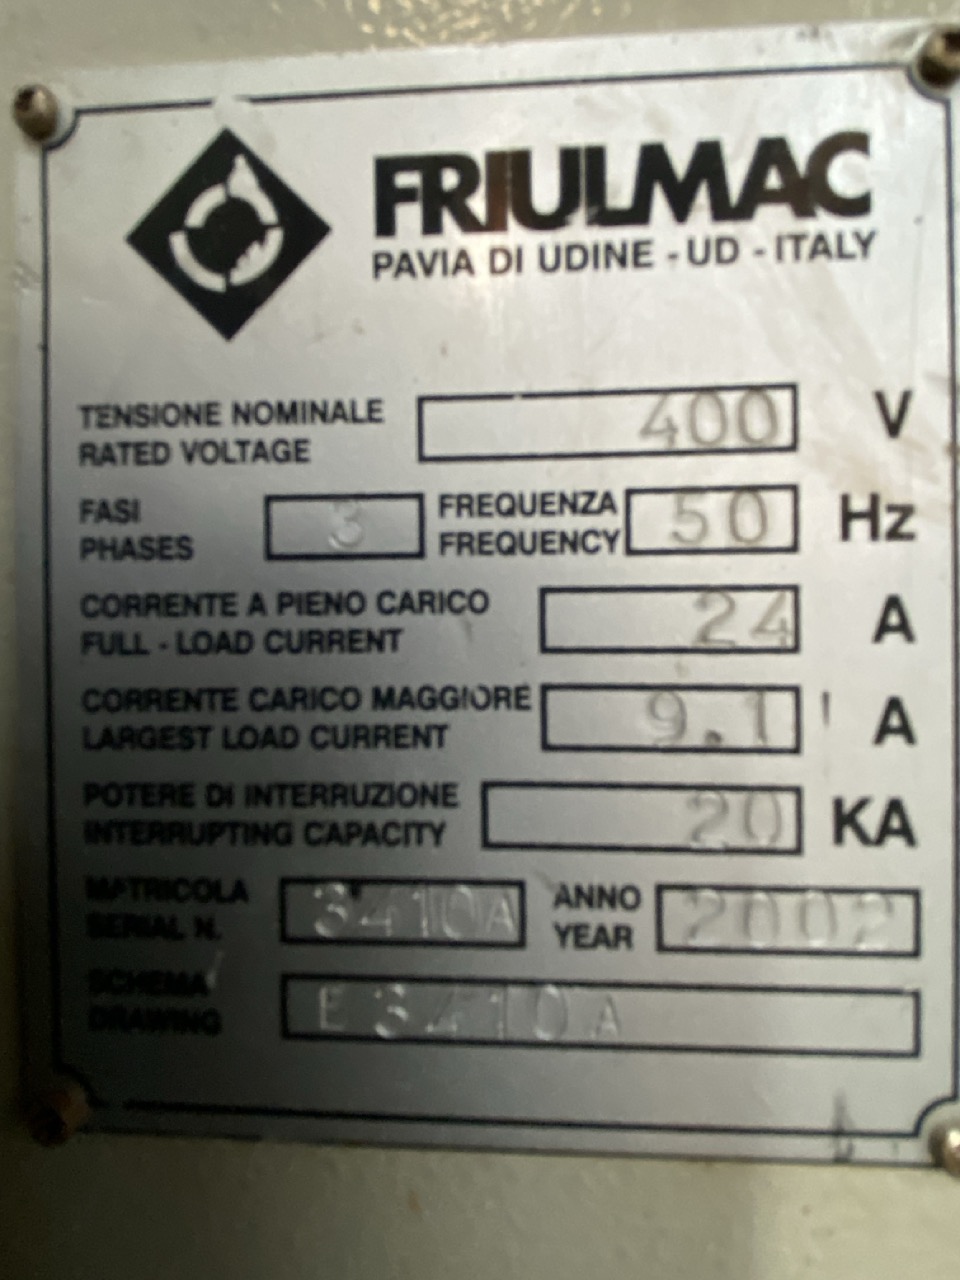 FRIULMAC
PAVIA DI UDINE - UD - ITALY
TENSIONE NOMINALE
RATED VOLTAGE
400 V
FASI
PHASES
3
FREQUENZA
FREQUENCY
50 Hz
CORRENTE A PIENO CARICO
FULL - LOAD CURRENT
24 A
CORRENTE CARICO MAGGIORE
LARGEST LOAD CURRENT
9.1 A
POTERE DI INTERRUZIONE
INTERRUPTING CAPACITY
20 KA
MATRICOLA
SERIAL N.
3410A
ANNO
YEAR
2002
SCHEMA
DRAWING
E3410A